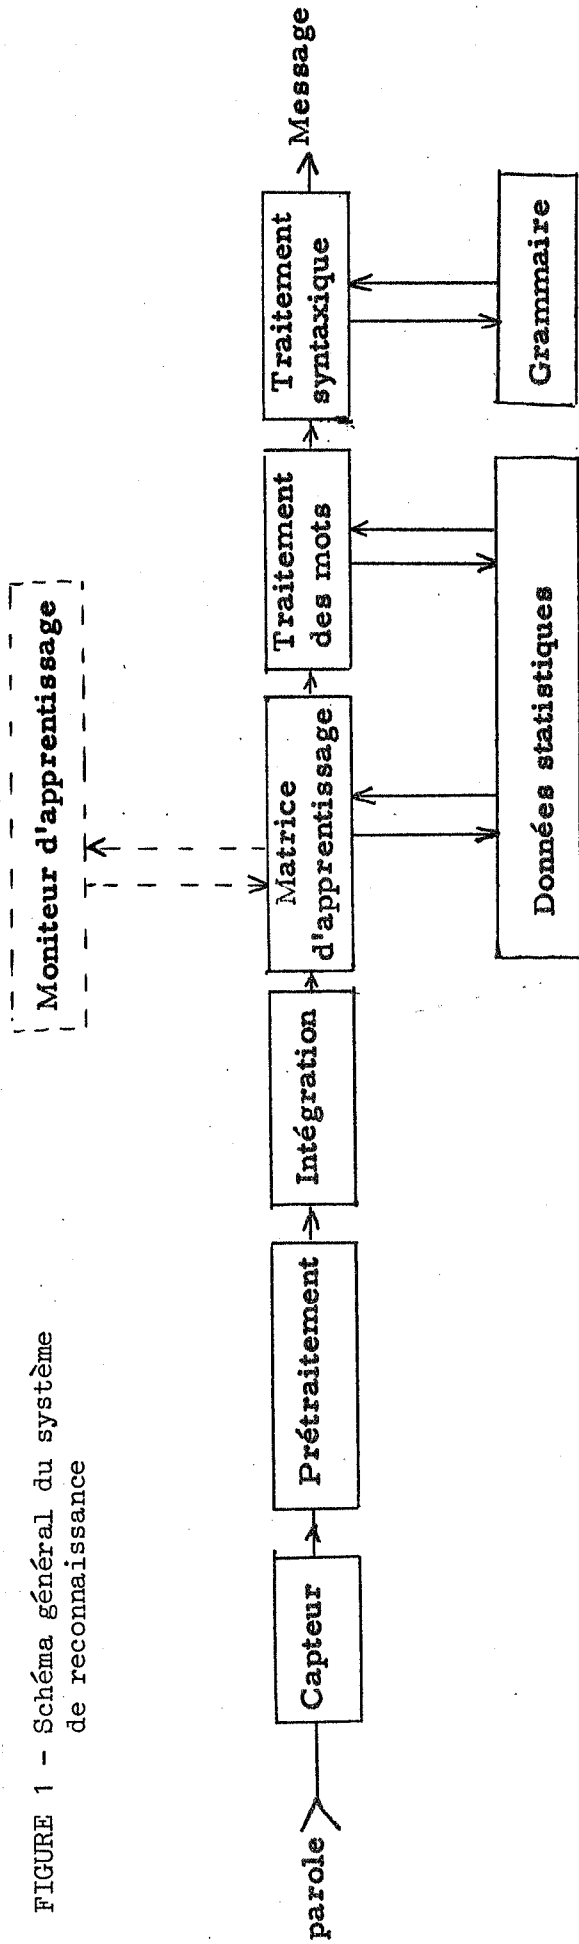 FIGURE 1 - Schéma général du système
de reconnaissance
Moniteur d'apprentissage
parole
Capteur
Prétraitement
Intégration
Matrice
d'apprentissage
Traitement
des mots
Traitement
syntaxique
Message
Données statistiques
Grammaire